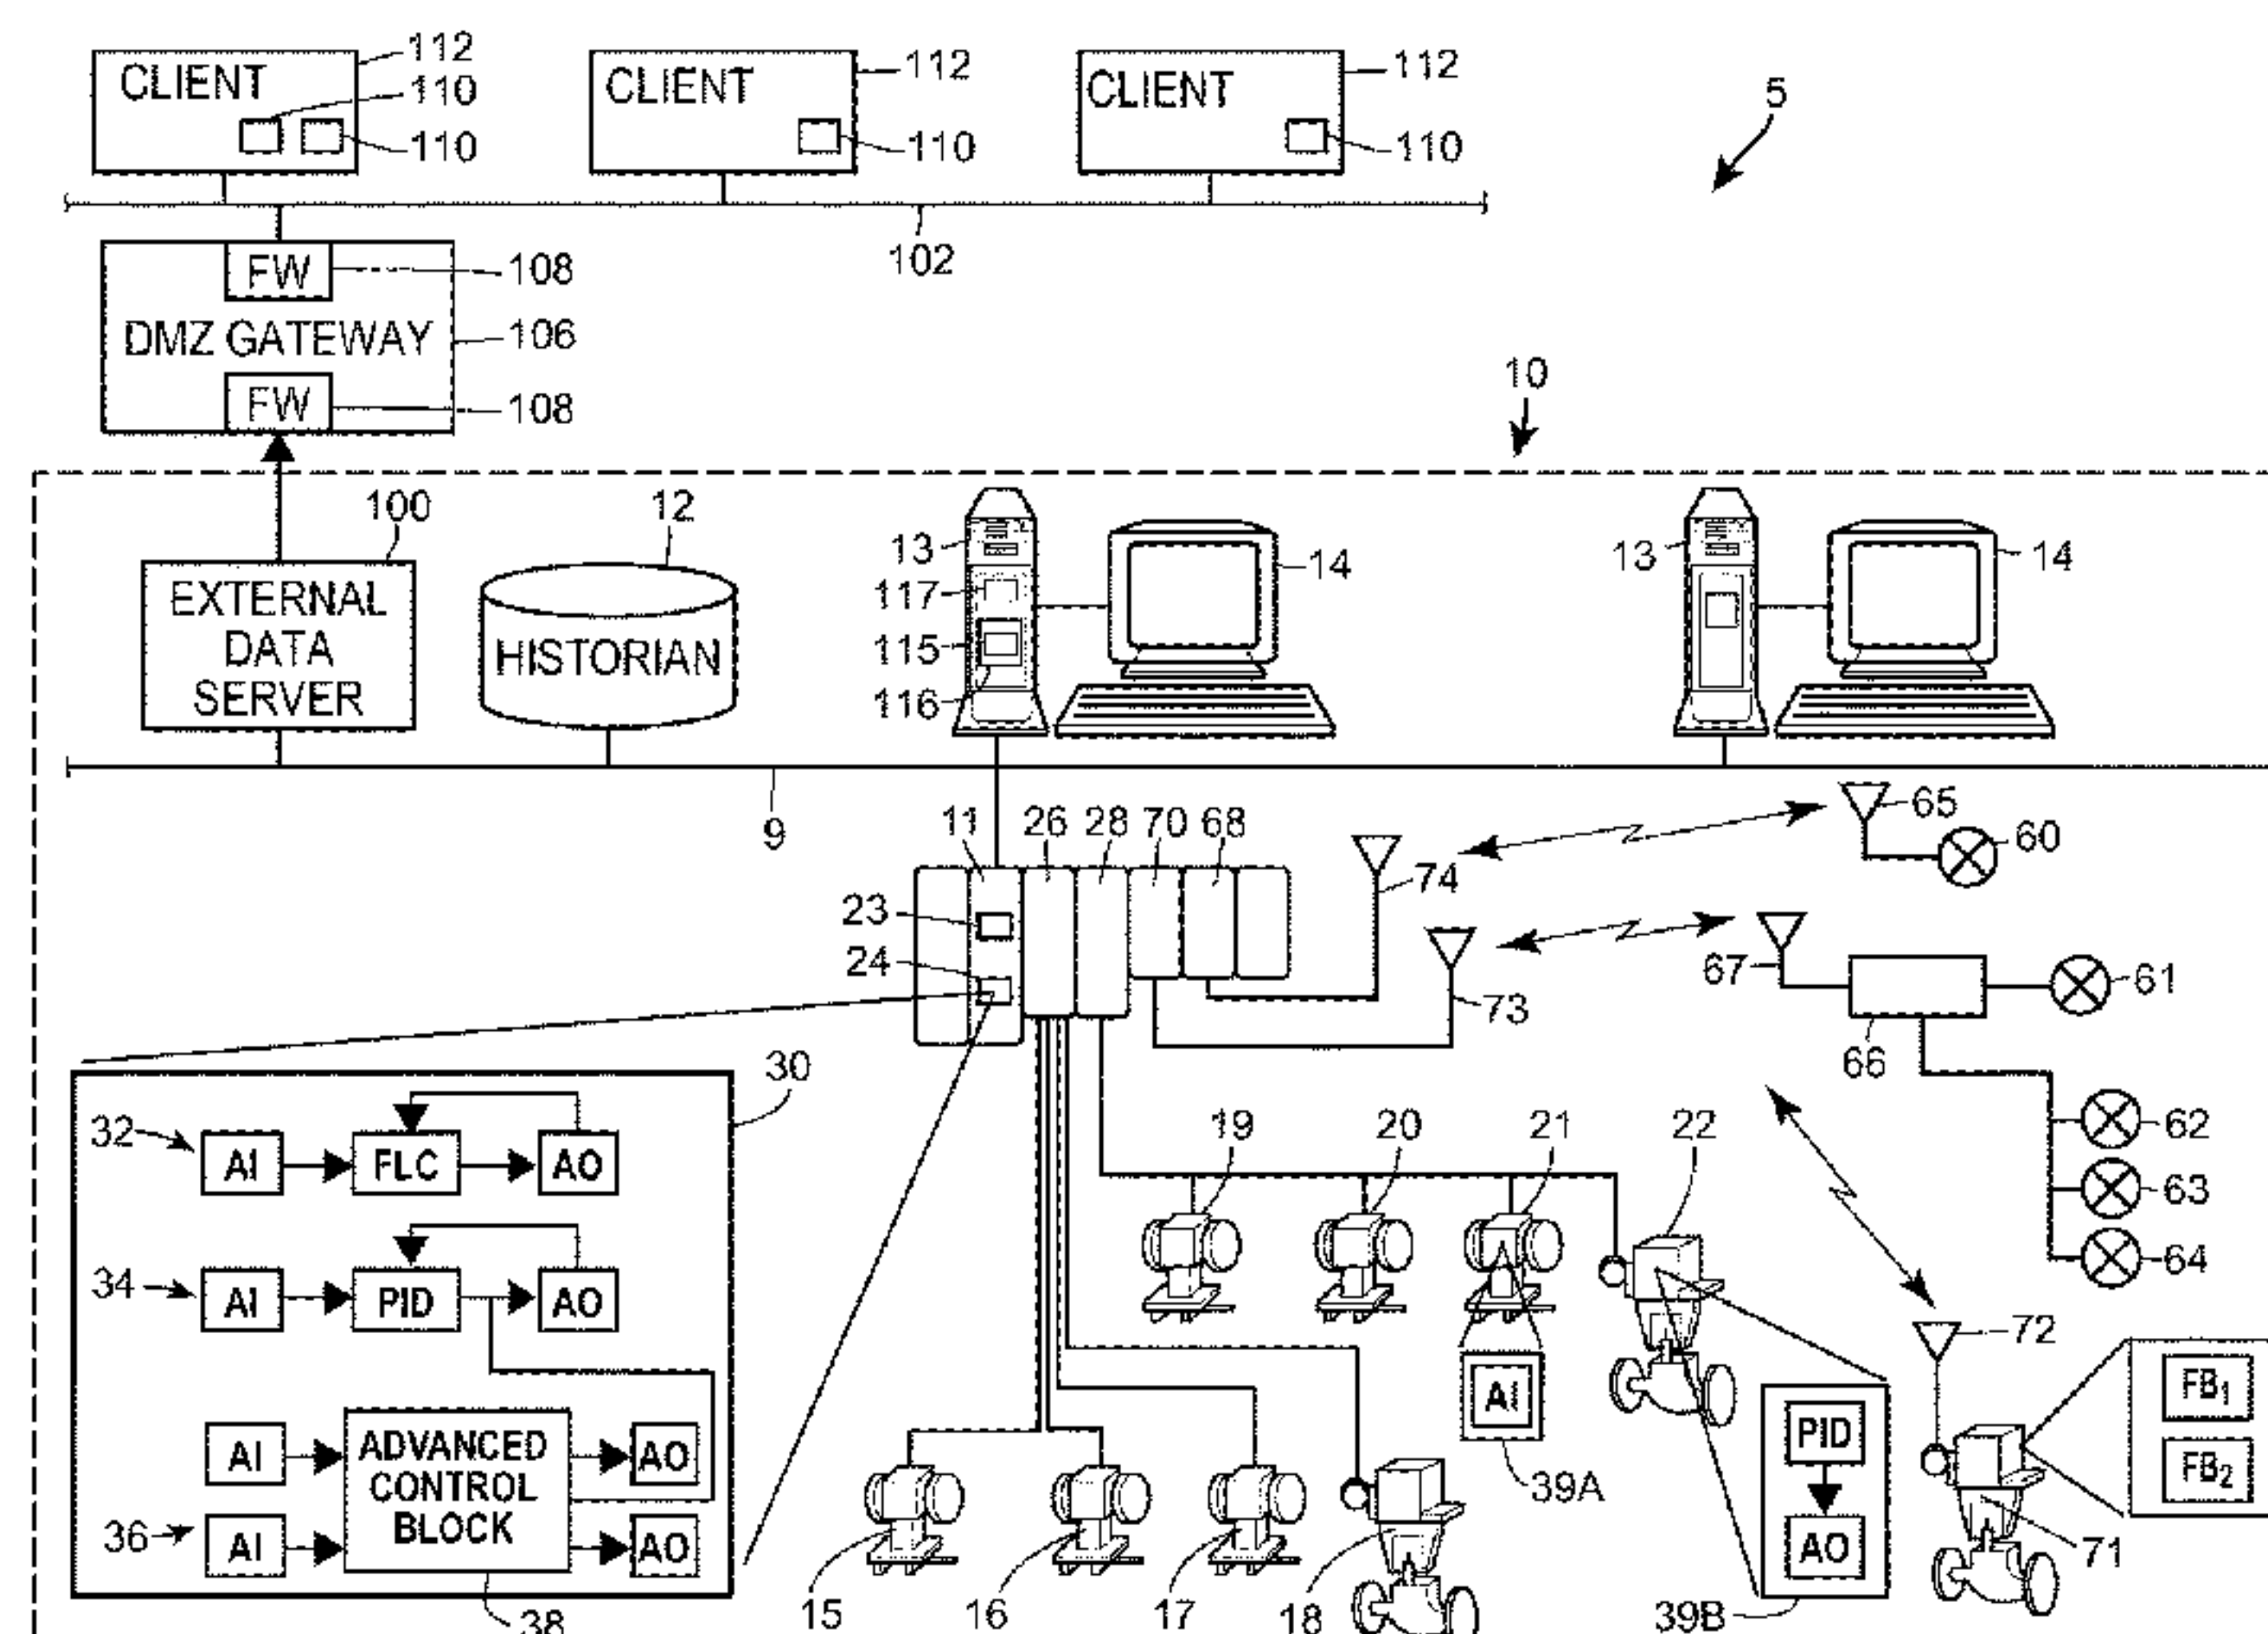 CLIENT
112
110
110
CLIENT
112
110
CLIENT
112
110
5
102
FW
108
DMZ GATEWAY
106
FW
108
10
100
EXTERNAL
DATA
SERVER
12
HISTORIAN
13
117
115
116
14
13
14
9
11
26
28
70
68
23
24
74
73
65
60
67
61
66
62
63
64
30
32
AI
FLC
AO
34
AI
PID
AO
AI
ADVANCED
CONTROL
BLOCK
AO
36
AI
AO
38
19
20
21
22
AI
39A
PID
AO
39B
15
16
17
18
72
FB1
FB2
71